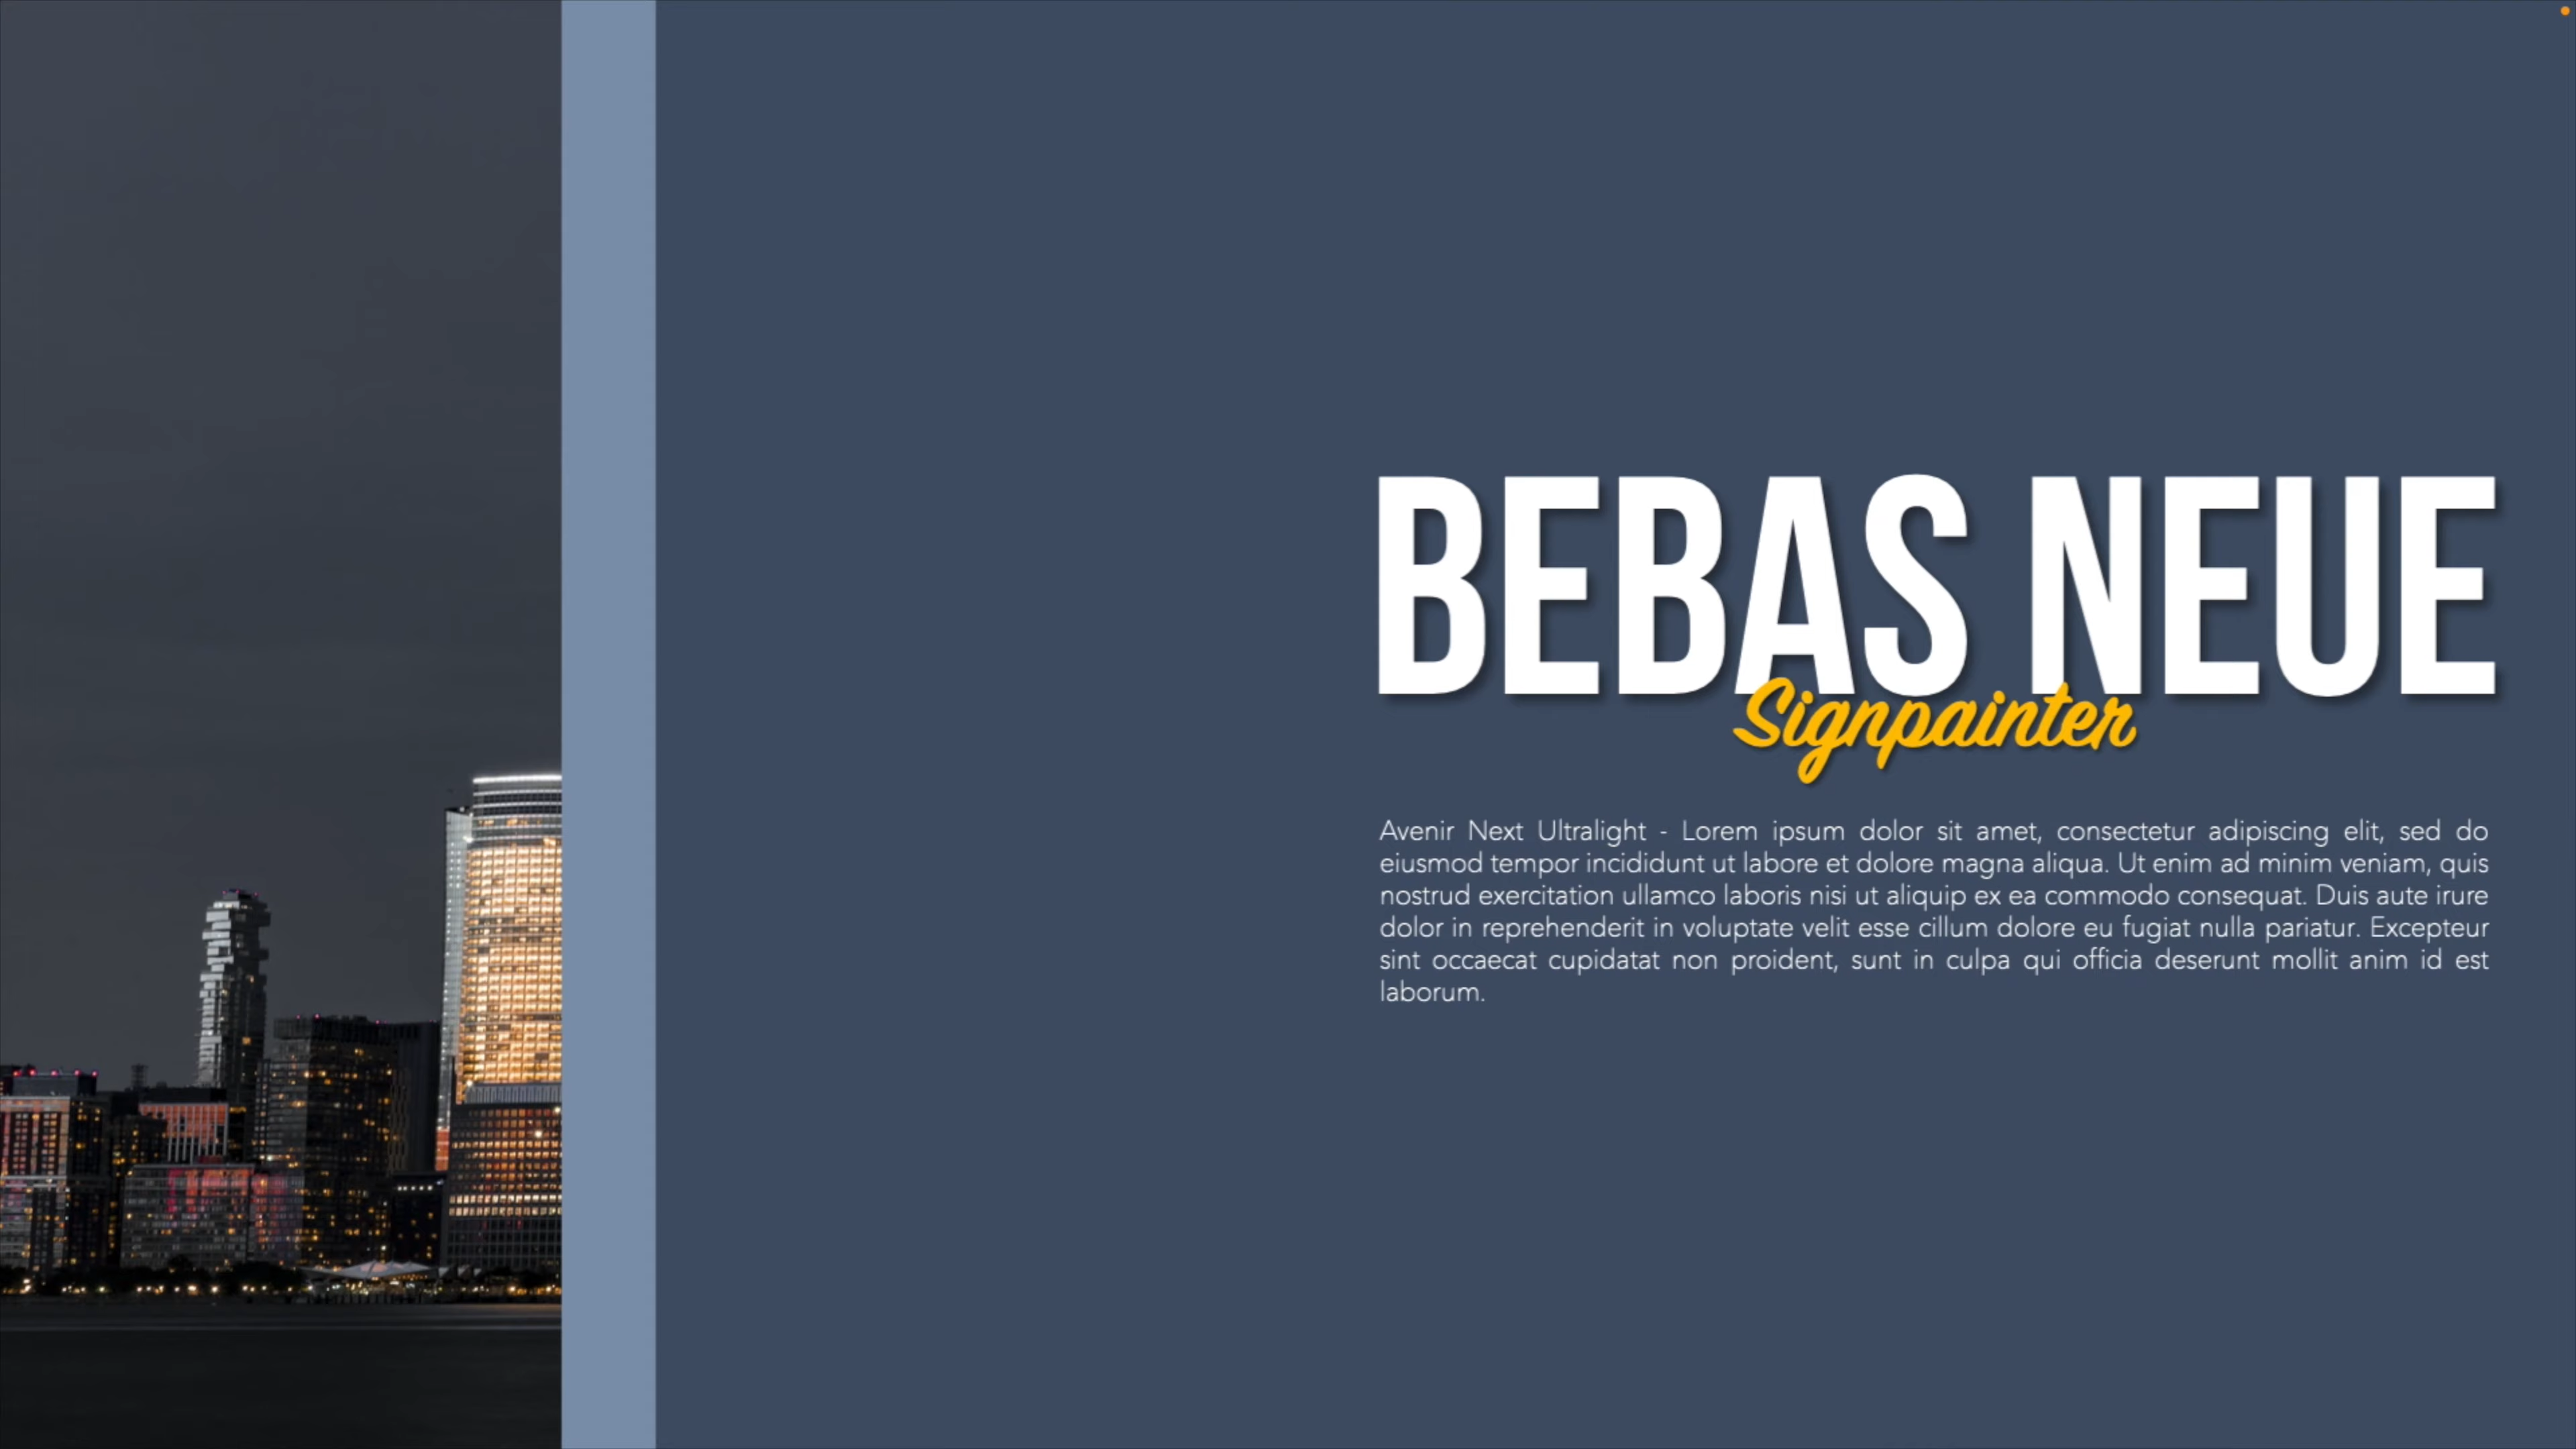 BEBAS NEUE
Signpainter
Avenir Next Ultralight - Lorem ipsum dolor sit amet, consectetur adipiscing elit, sed do
eiusmod tempor incididunt ut labore et dolore magna aliqua. Ut enim ad minim veniam, quis
nostrud exercitation ullamco laboris nisi ut aliquip ex ea commodo consequat. Duis aute irure
dolor in reprehenderit in voluptate velit esse cillum dolore eu fugiat nulla pariatur. Excepteur
sint occaecat cupidatat non proident, sunt in culpa qui officia deserunt mollit anim id est
laborum.